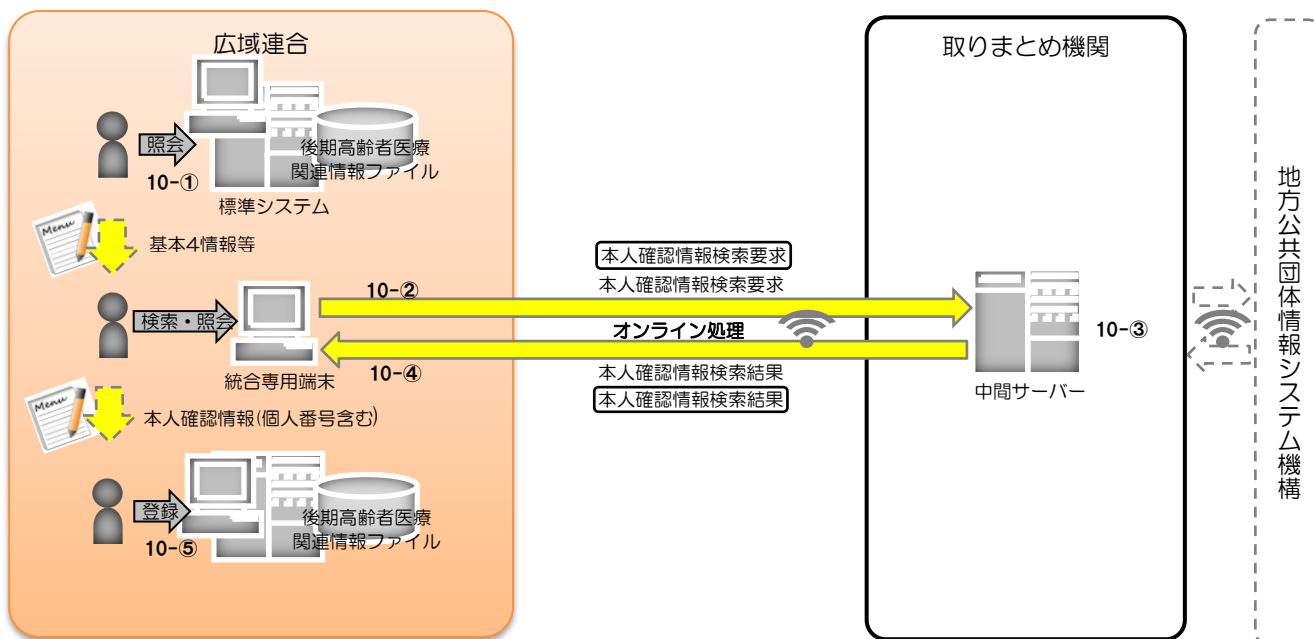 広域連合
照会
10-①
後期高齢者医療
関連情報ファイル
標準システム
Menu
基本4情報等
検索・照会
統合専用端末
Menu
本人確認情報(個人番号含む)
登録
10-⑤
後期高齢者医療
関連情報ファイル
本人確認情報検索要求
本人確認情報検索要求
10-②
オンライン処理
10-④
本人確認情報検索結果
本人確認情報検索結果
取りまとめ機関
10-③
中間サーバー
地方公共団体情報システム機構